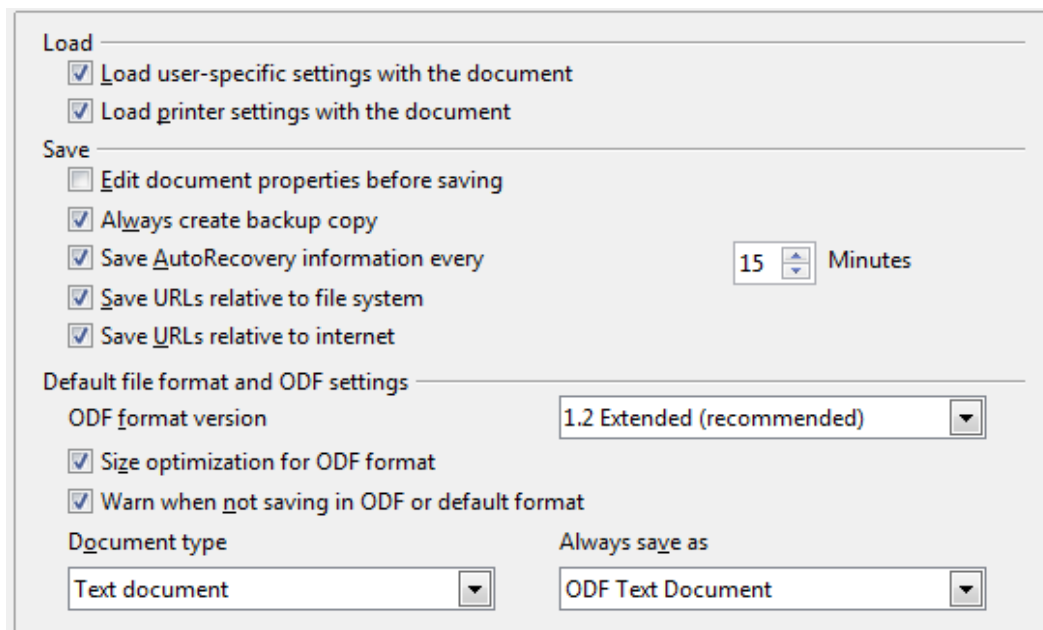 Load
Load user-specific settings with the document
Load printer settings with the document
Save
Edit document properties before saving
Always create backup copy
Save AutoRecovery information every 15 Minutes
Save URLs relative to file system
Save URLs relative to internet
Default file format and ODF settings
ODF format version 1.2 Extended (recommended)
Size optimization for ODF format
Warn when not saving in ODF or default format
Document type Always save as
Text document ODF Text Document